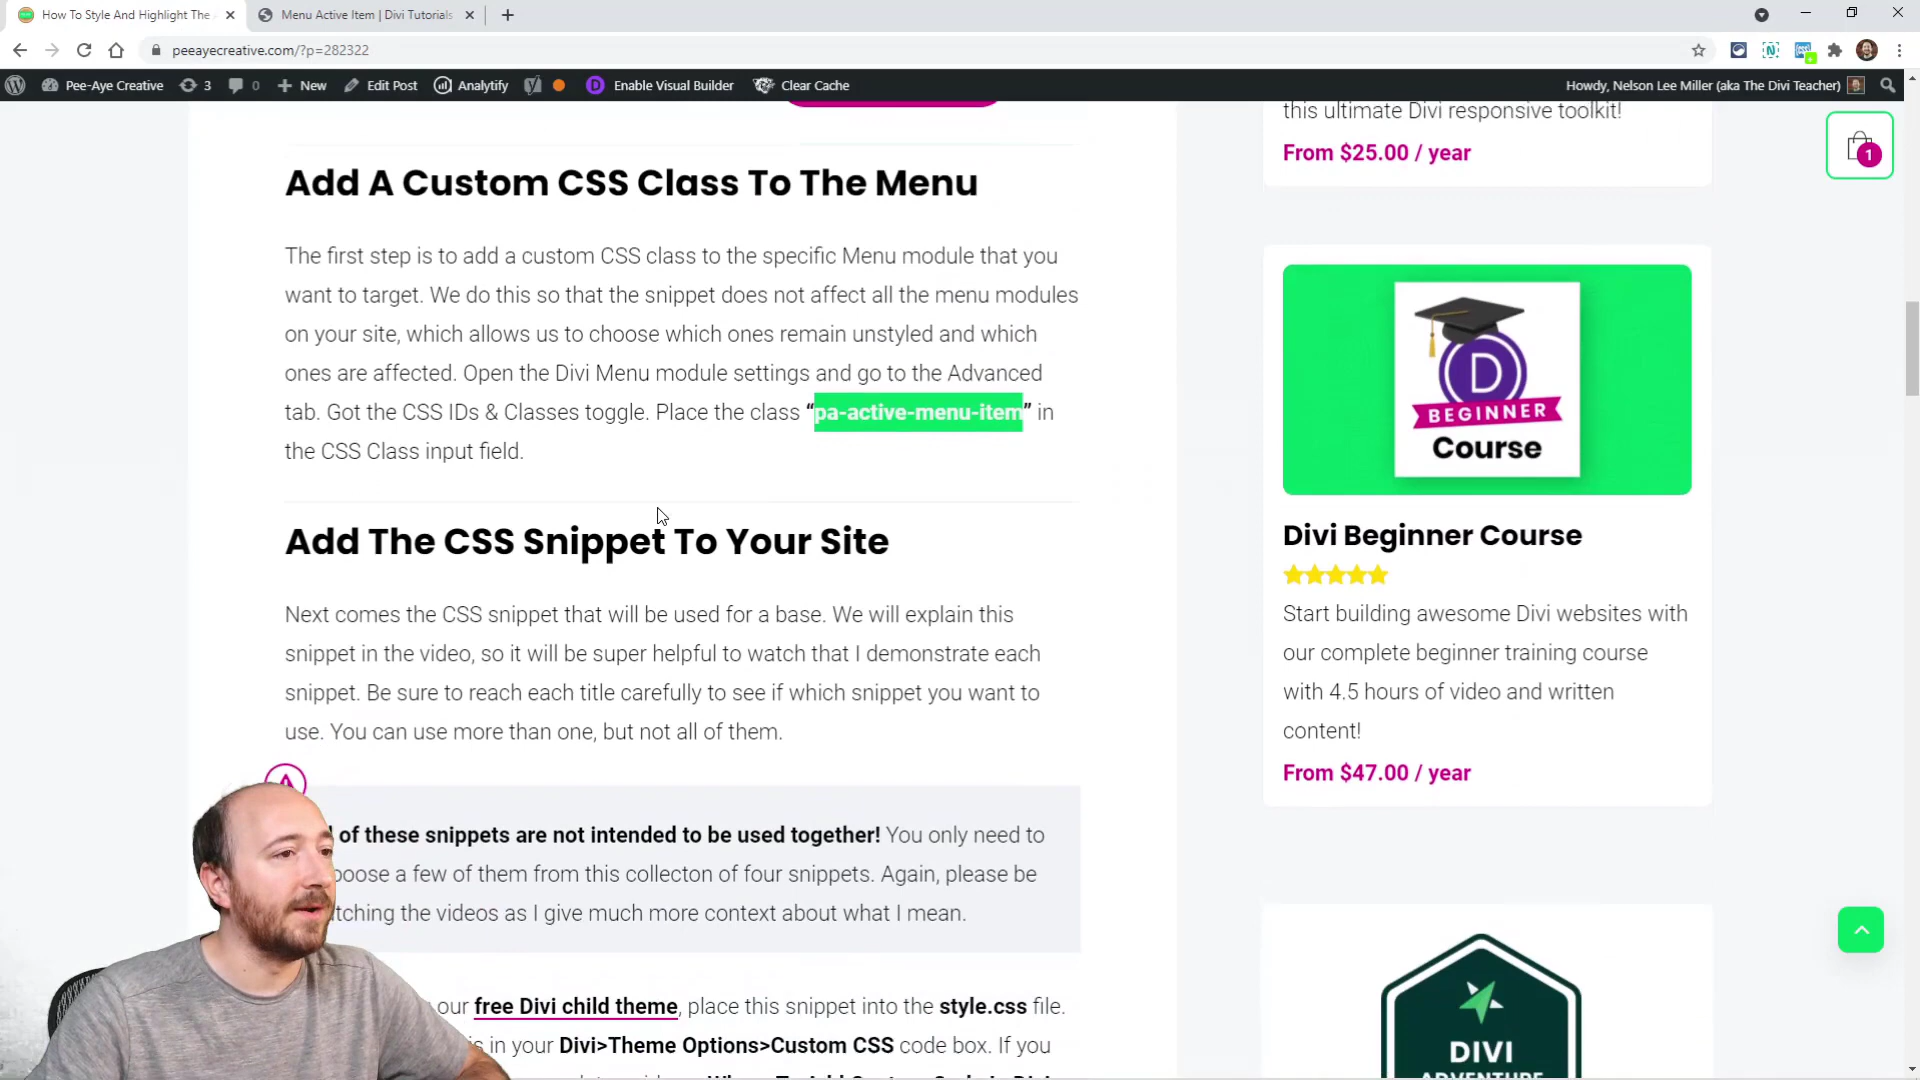 How To Style And Highlight The
Menu Active Item | Divi Tutorials
peeayecreative.com/?p=282322
Pee-Aye Creative
3
0
New
Edit Post
Analytify
Enable Visual Builder
Clear Cache
Howdy, Nelson Lee Miller (aka The Divi Teacher)
1
Add A Custom CSS Class To The Menu
The first step is to add a custom CSS class to the specific Menu module that you
want to target. We do this so that the snippet does not affect all the menu modules
on your site, which allows us to choose which ones remain unstyled and which
ones are affected. Open the Divi Menu module settings and go to the Advanced
tab. Got the CSS IDs & Classes toggle. Place the class “pa-active-menu-item” in
the CSS Class input field.
Add The CSS Snippet To Your Site
Next comes the CSS snippet that will be used for a base. We will explain this
snippet in the video, so it will be super helpful to watch that I demonstrate each
snippet. Be sure to reach each title carefully to see if which snippet you want to
use. You can use more than one, but not all of them.
of these snippets are not intended to be used together! You only need to
a few of them from this collecton of four snippets. Again, please be
the videos as I give much more context about what I mean.
our free Divi child theme, place this snippet into the style.css file.
in your Divi>Theme Options>Custom CSS code box. If you
this ultimate Divi responsive toolkit!
From $25.00 / year
D
BEGINNER
Course
Divi Beginner Course
Start building awesome Divi websites with
our complete beginner training course
with 4.5 hours of video and written
content!
From $47.00 / year
DIVI
ADVENTURE